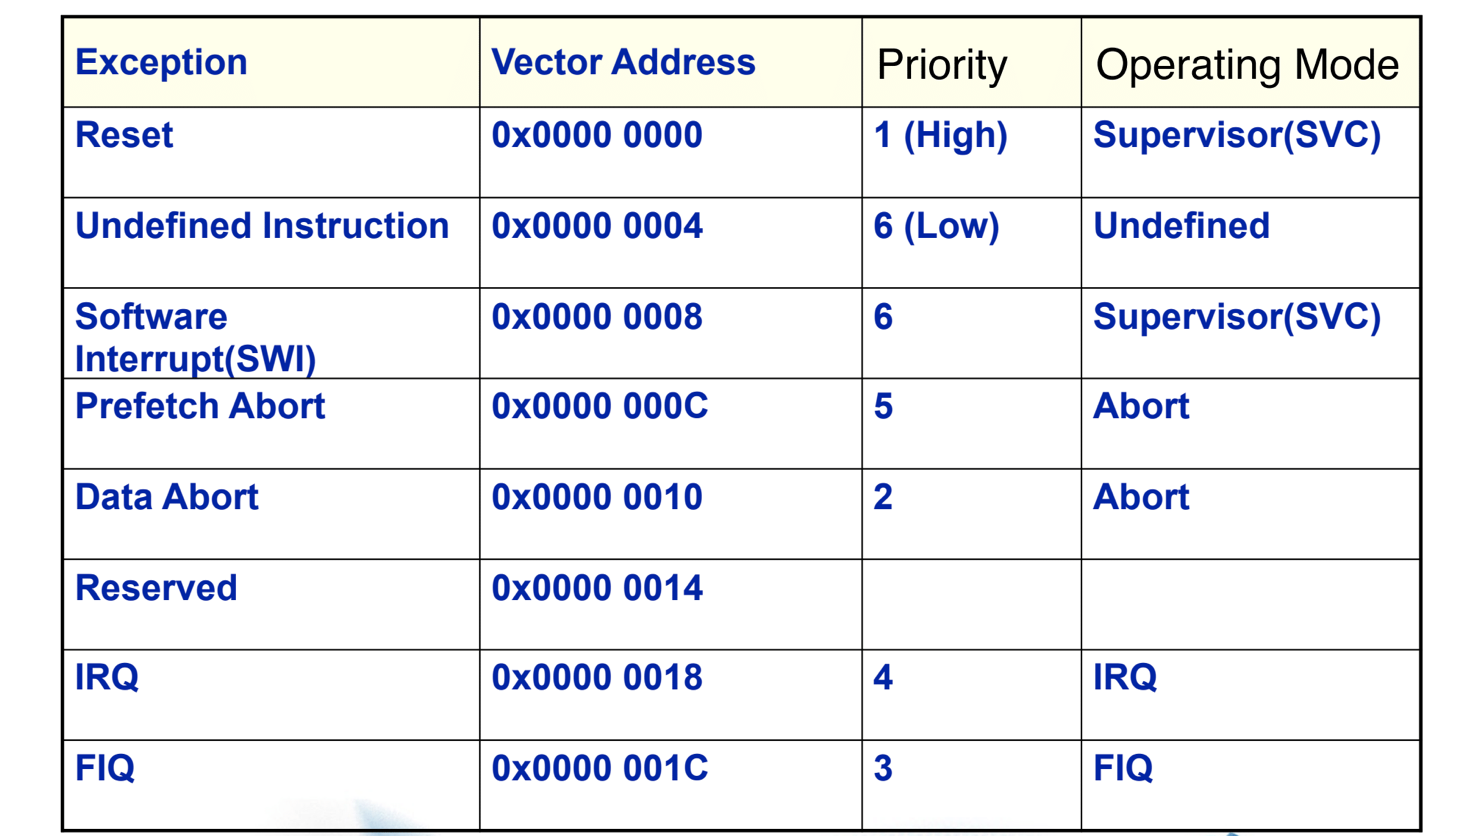 Exception Vector Address Priority Operating Mode
Reset 0x0000 0000 1 (High) Supervisor(SVC)
Undefined Instruction 0x0000 0004 6 (Low) Undefined
Software 0x0000 0008 6 Supervisor(SVC)
Interrupt(SWI)
Prefetch Abort 0x0000 000C 5 Abort
Data Abort 0x0000 0010 2 Abort
Reserved 0x0000 0014
IRQ 0x0000 0018 4 IRQ
FIQ 0x0000 001C 3 FIQ